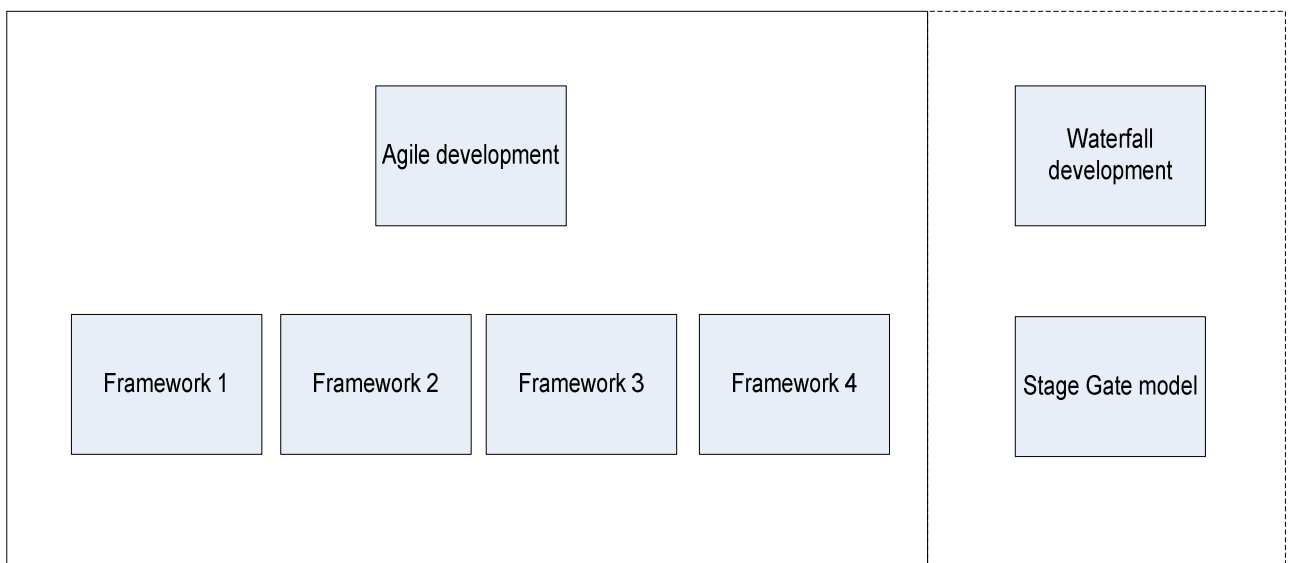 Agile development
Waterfall
development
Framework 1
Framework 2
Framework 3
Framework 4
Stage Gate model